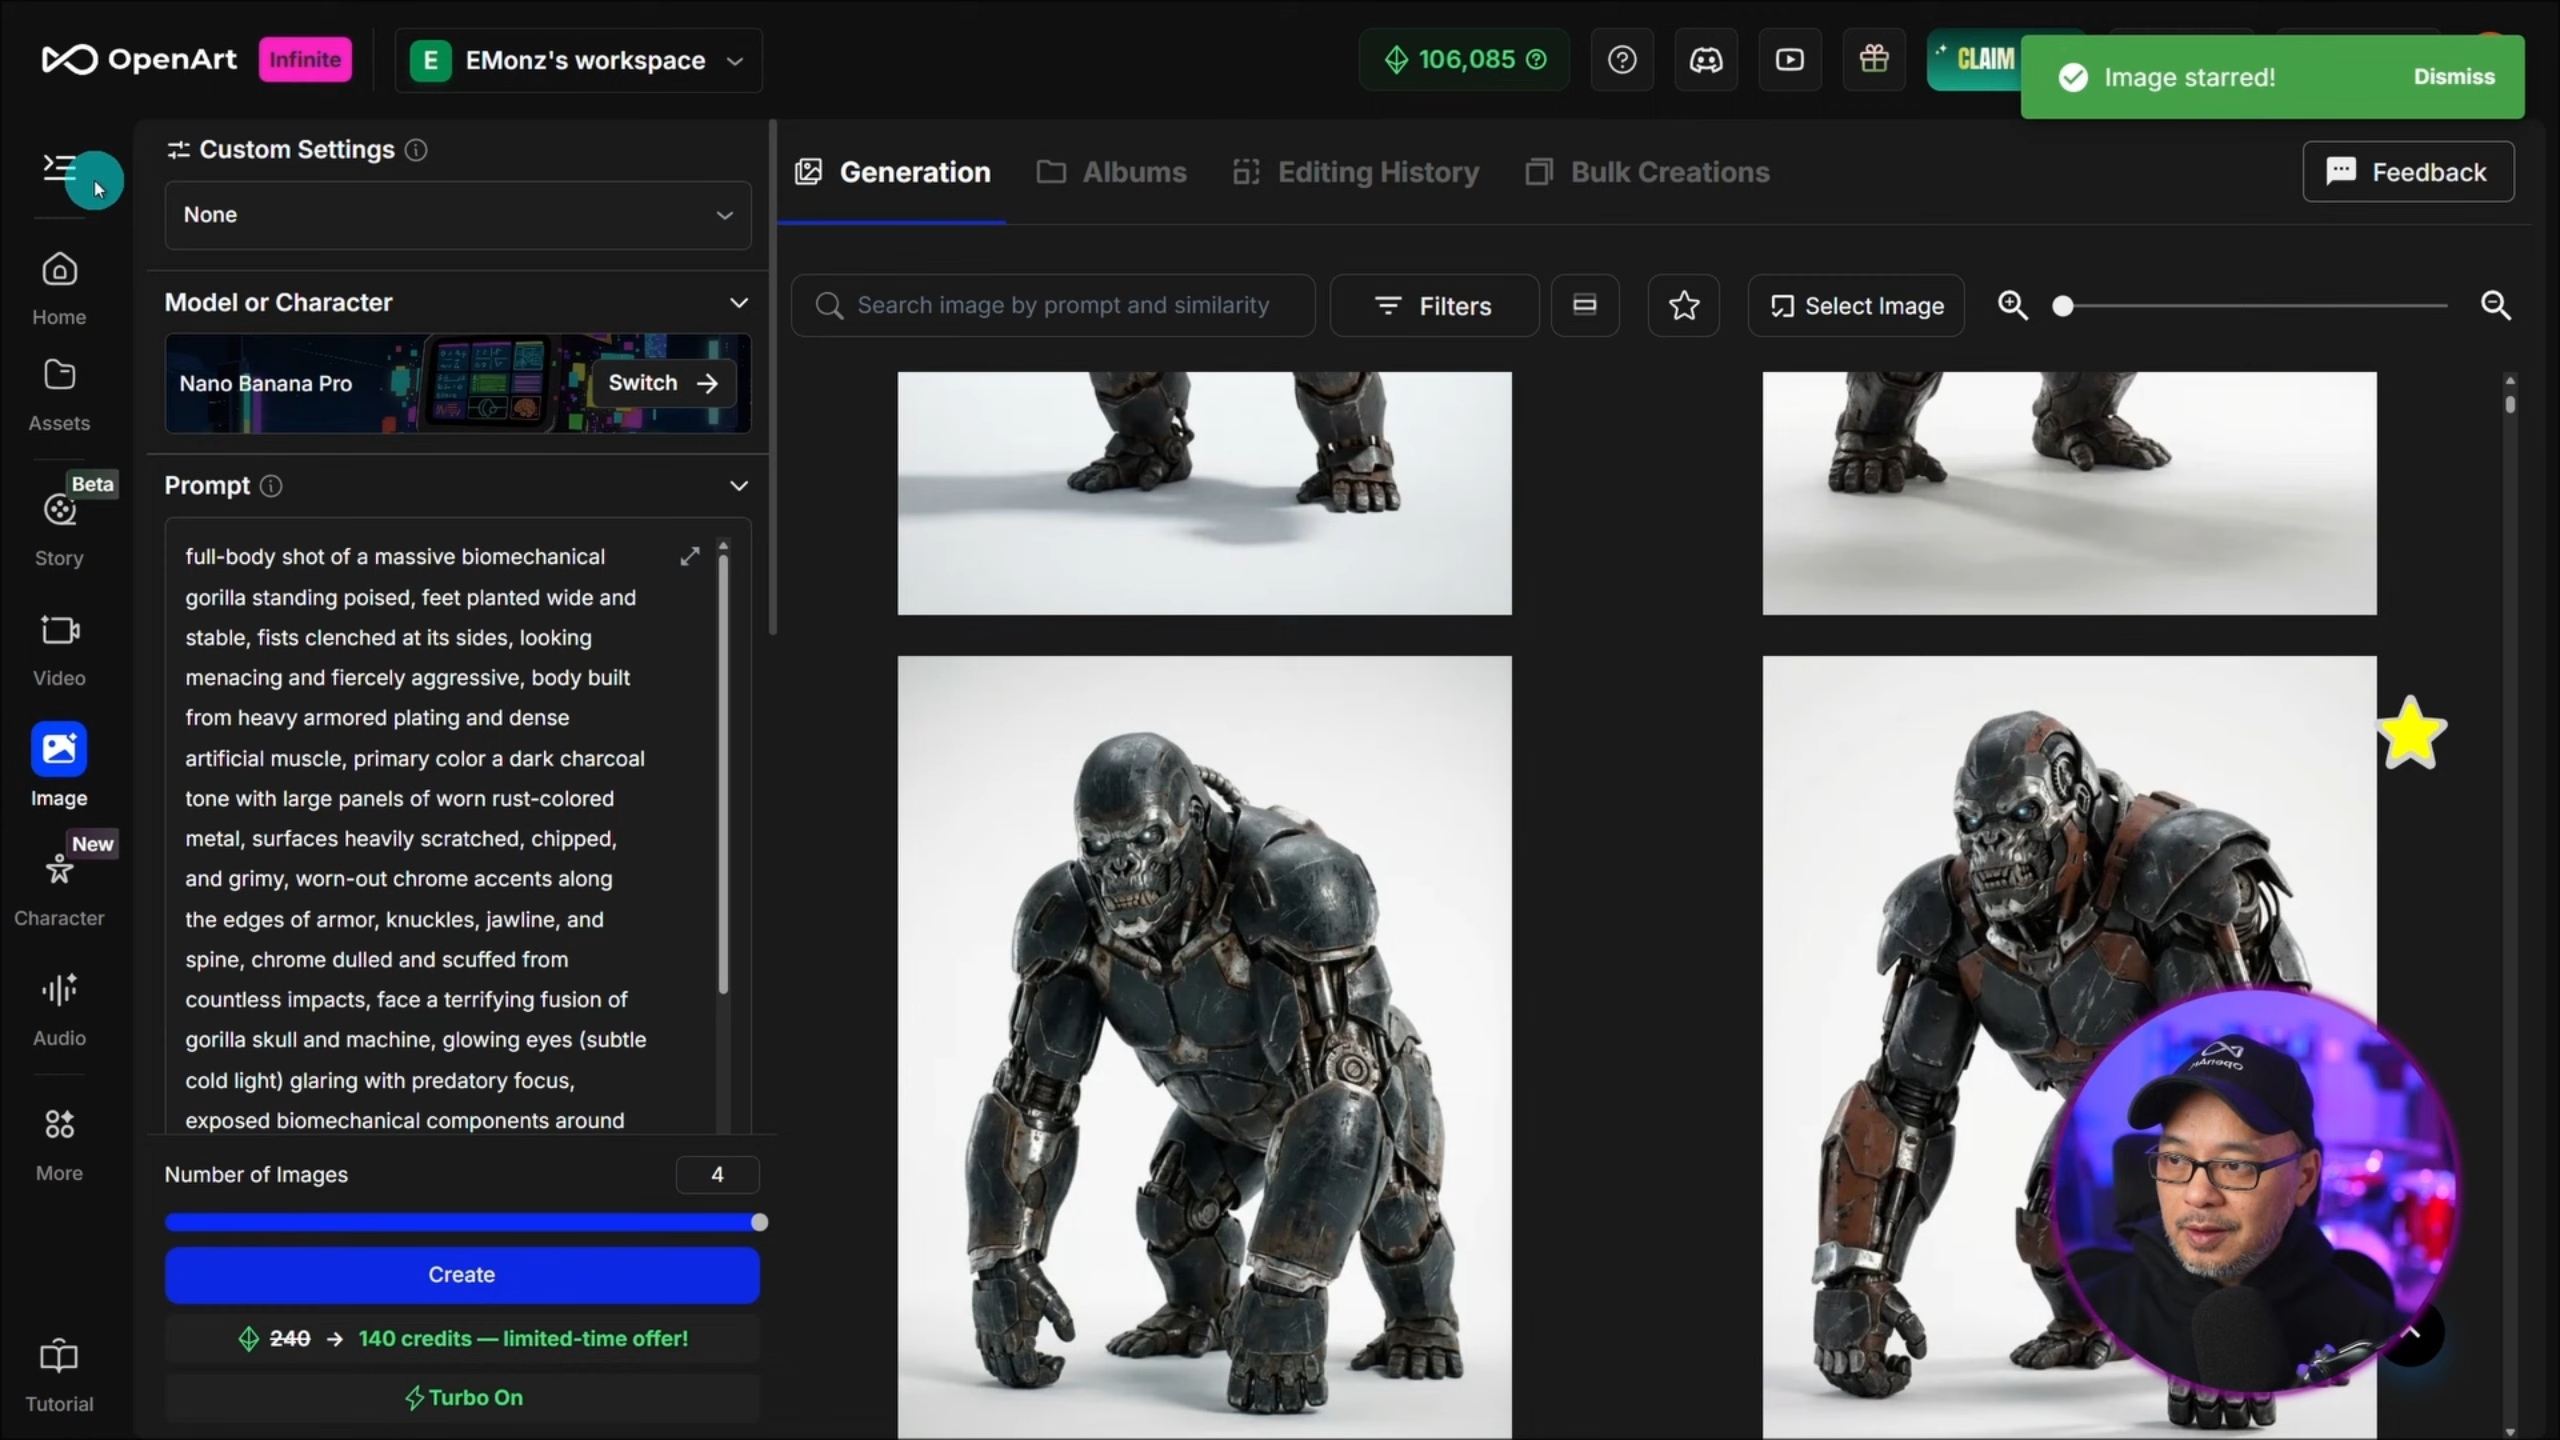 OpenArt
Infinite
E
EMonz's workspace
106,085
CLAIM
Image starred!
Dismiss
Custom Settings
None
Model or Character
Nano Banana Pro
Switch
Prompt
full-body shot of a massive biomechanical
gorilla standing poised, feet planted wide and
stable, fists clenched at its sides, looking
menacing and fiercely aggressive, body built
from heavy armored plating and dense
artificial muscle, primary color a dark charcoal
tone with large panels of worn rust-colored
metal, surfaces heavily scratched, chipped,
and grimy, worn-out chrome accents along
the edges of armor, knuckles, jawline, and
spine, chrome dulled and scuffed from
countless impacts, face a terrifying fusion of
gorilla skull and machine, glowing eyes (subtle
cold light) glaring with predatory focus,
exposed biomechanical components around
Number of Images
4
Create
240 → 140 credits — limited-time offer!
Turbo On
Home
Assets
Beta
Story
Video
Image
New
Character
Audio
More
Tutorial
Generation
Albums
Editing History
Bulk Creations
Feedback
Search image by prompt and similarity
Filters
Select Image
OpenArt